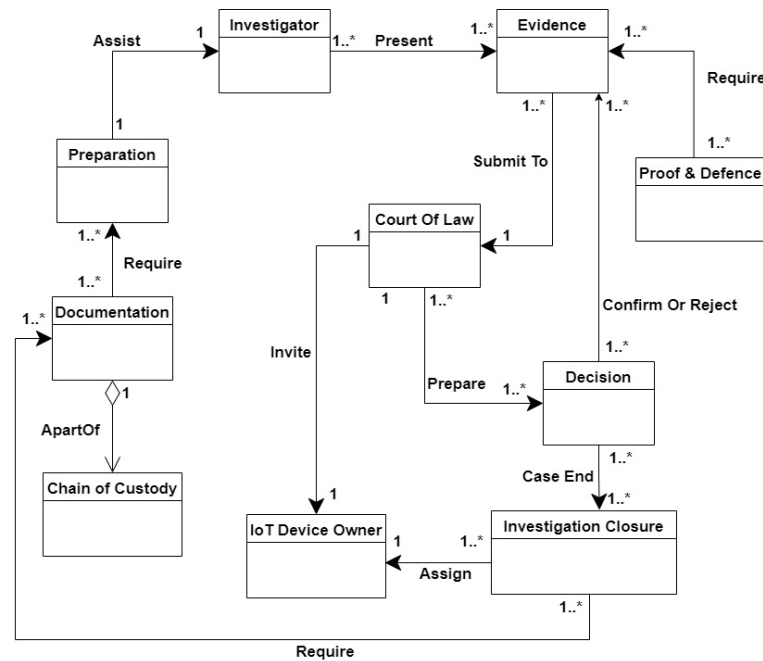 Assist
1
Investigator
1..*
Present
1..*
Evidence
1..*
Require
1
Preparation
1..*
Submit To
1..*
1..*
Proof & Defence
1..*
Require
1..*
Court Of Law
1
1
1..*
Documentation
1..*
1
Invite
Confirm Or Reject
1..*
Prepare
1..*
Decision
1
ApartOf
Chain of Custody
Case End
1..*
1..*
1
IoT Device Owner
1
Assign
1..*
Investigation Closure
1..*
Require